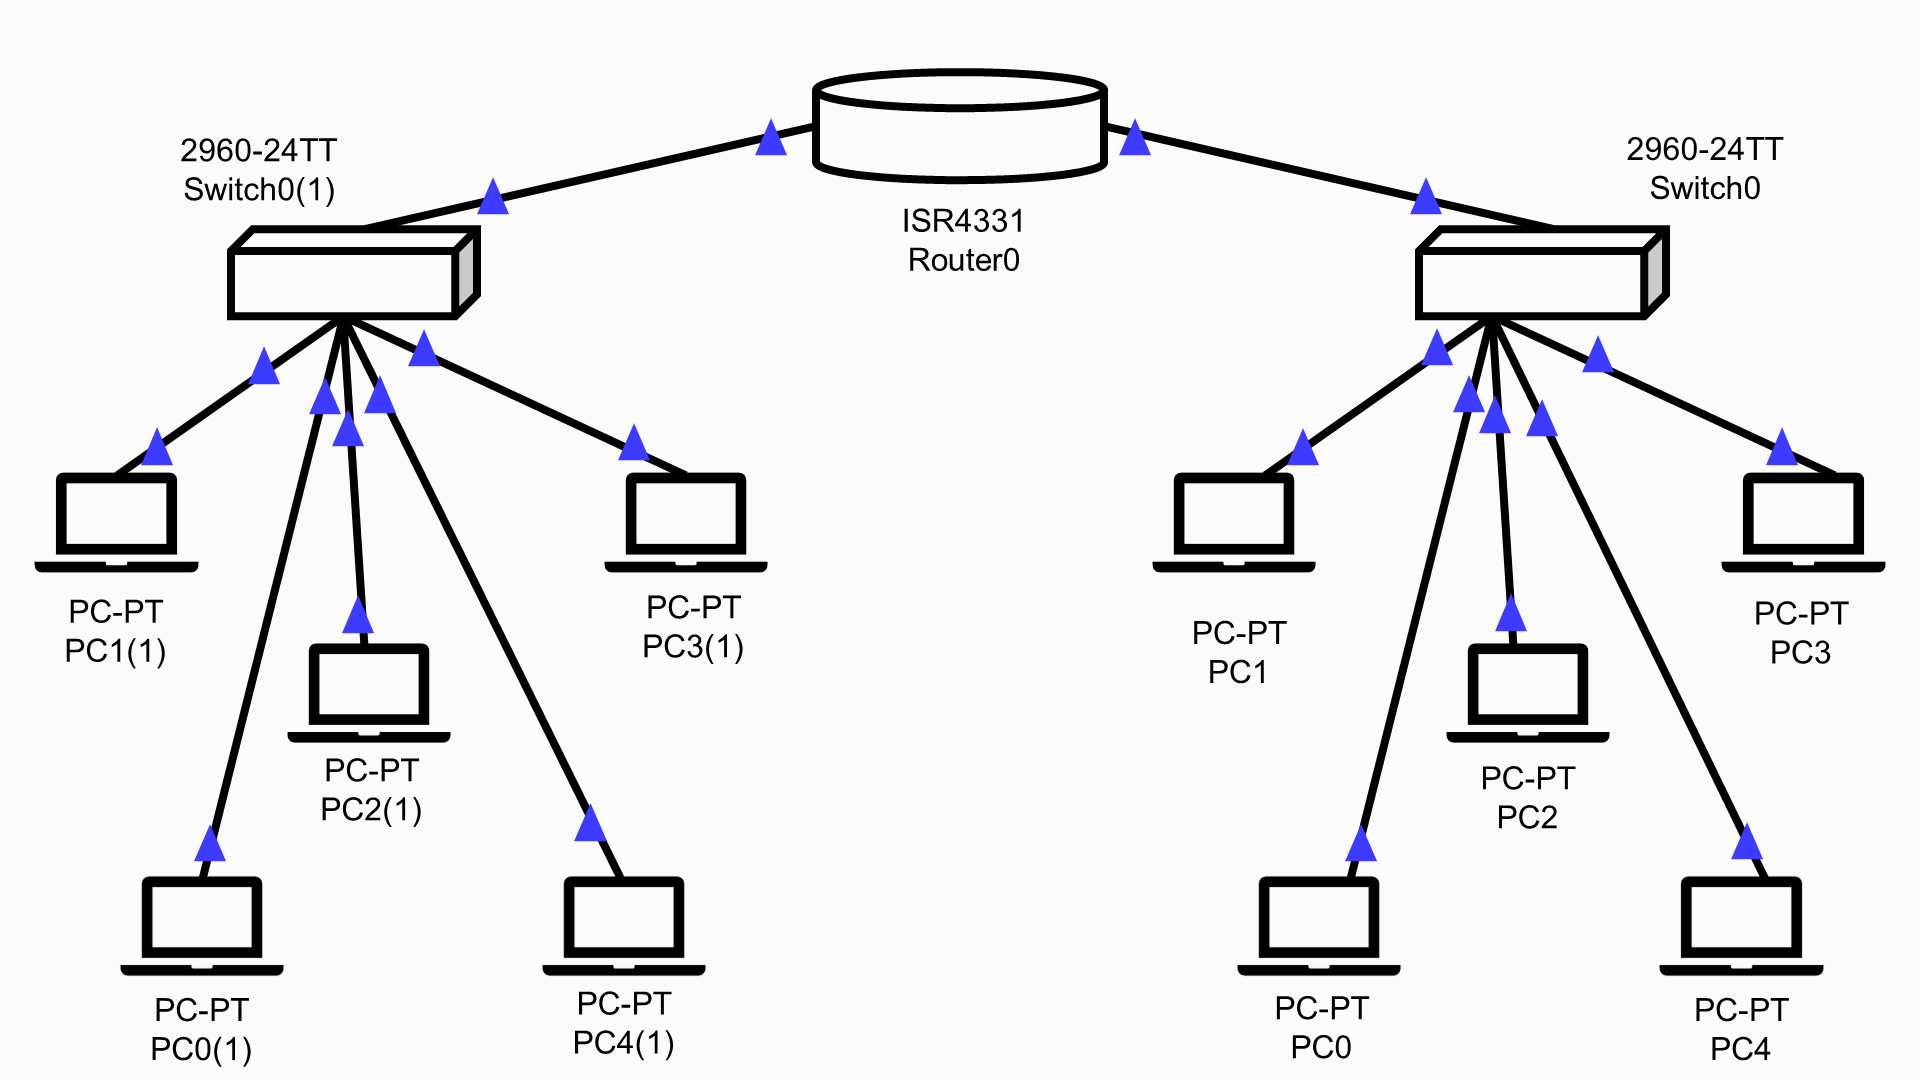 2960-24TT
Switch0(1)
ISR4331
Router0
2960-24TT
Switch0
PC-PT
PC1(1)
PC-PT
PC3(1)
PC-PT
PC2(1)
PC-PT
PC0(1)
PC-PT
PC4(1)
PC-PT
PC1
PC-PT
PC3
PC-PT
PC2
PC-PT
PC0
PC-PT
PC4